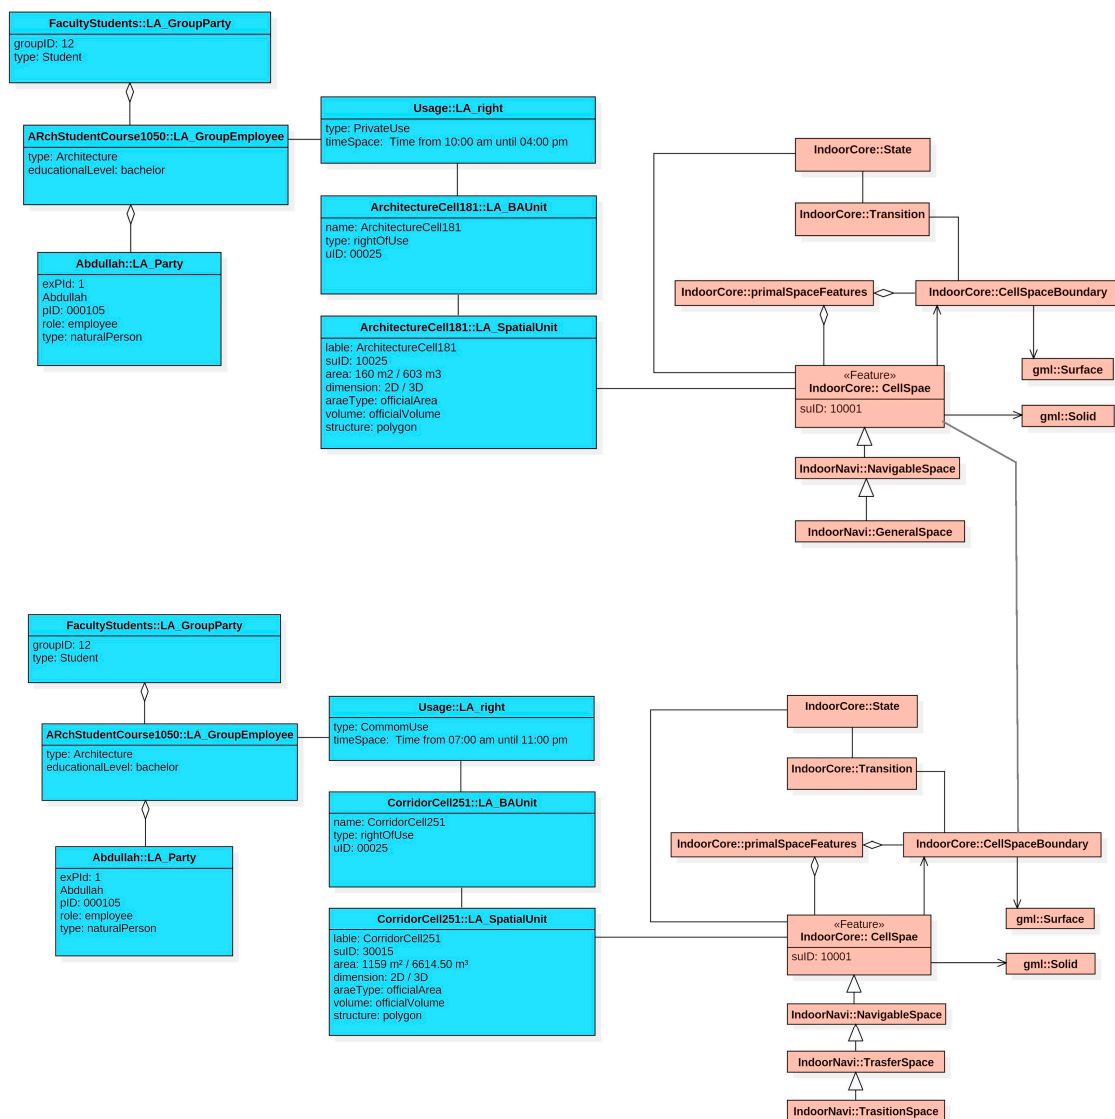 FacultyStudents::LA_GroupParty
groupID: 12
type: Student
ARchStudentCourse1050::LA_GroupEmployee
type: Architecture
educationalLevel: bachelor
Abdullah::LA_Party
exPId: 1
Abdullah
pID: 000105
role: employee
type: naturalPerson
Usage::LA_right
type: PrivateUse
timeSpace:  Time from 10:00 am until 04:00 pm
ArchitectureCell181::LA_BAUnit
name: ArchitectureCell181
type: rightOfUse
uID: 00025
ArchitectureCell181::LA_SpatialUnit
lable: ArchitectureCell181
suID: 10025
area: 160 m2 / 603 m3
dimension: 2D / 3D
araeType: officialArea
volume: officialVolume
structure: polygon
IndoorCore::State
IndoorCore::Transition
IndoorCore::primalSpaceFeatures
IndoorCore::CellSpaceBoundary
gml::Surface
«Feature»
IndoorCore:: CellSpae
suID: 10001
gml::Solid
IndoorNavi::NavigableSpace
IndoorNavi::GeneralSpace
FacultyStudents::LA_GroupParty
groupID: 12
type: Student
ARchStudentCourse1050::LA_GroupEmployee
type: Architecture
educationalLevel: bachelor
Abdullah::LA_Party
exPId: 1
Abdullah
pID: 000105
role: employee
type: naturalPerson
Usage::LA_right
type: CommomUse
timeSpace:  Time from 07:00 am until 11:00 pm
CorridorCell251::LA_BAUnit
name: CorridorCell251
type: rightOfUse
uID: 00025
CorridorCell251::LA_SpatialUnit
lable: CorridorCell251
suID: 30015
area: 1159 m² / 6614.50 m³
dimension: 2D / 3D
araeType: officialArea
volume: officialVolume
structure: polygon
IndoorCore::State
IndoorCore::Transition
IndoorCore::primalSpaceFeatures
IndoorCore::CellSpaceBoundary
gml::Surface
«Feature»
IndoorCore:: CellSpae
suID: 10001
gml::Solid
IndoorNavi::NavigableSpace
IndoorNavi::TrasferSpace
IndoorNavi::TrasitionSpace